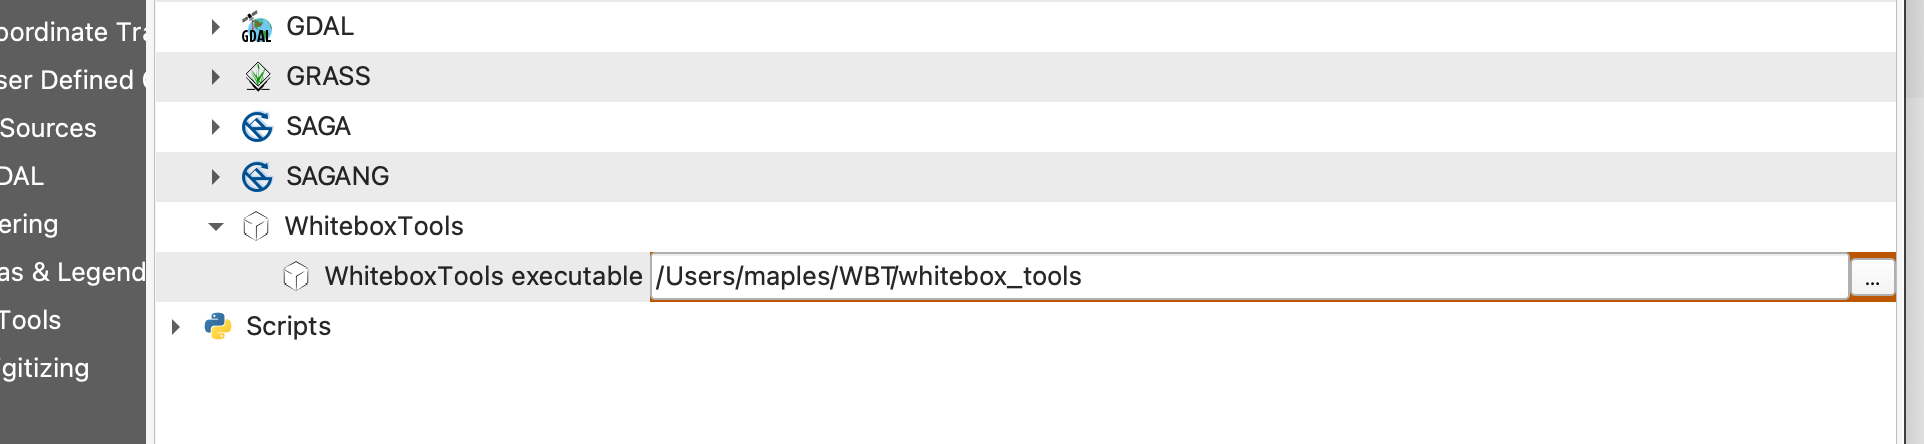 GDAL
GDAL
GRASS
SAGA
SAGANG
WhiteboxTools
WhiteboxTools executable /Users/maples/WBT/whitebox_tools ...
Scripts
oordinate Tra
ser Defined
Sources
DAL
ering
as & Legend
Tools
gitizing